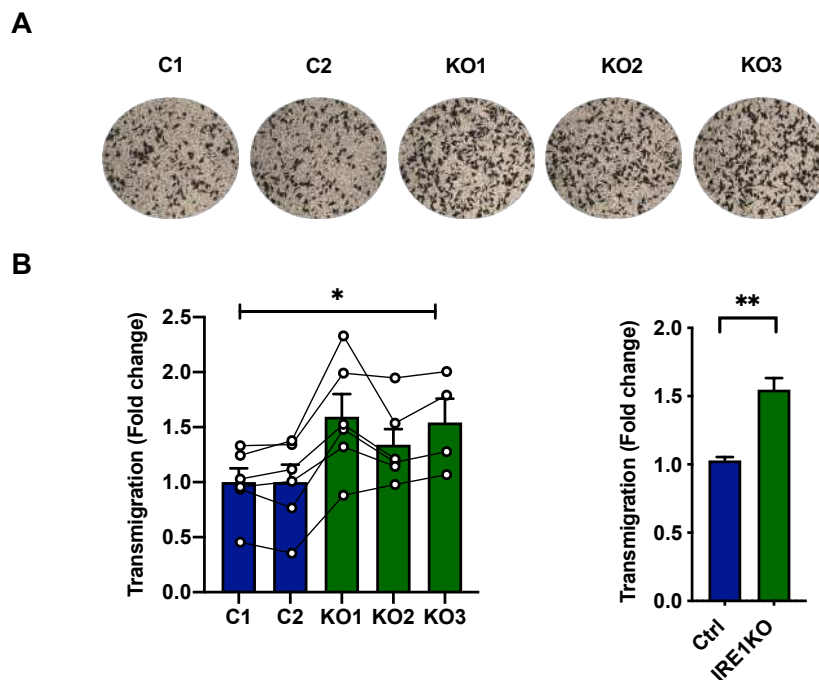 A
C1 C2 KO1 KO2 KO3
B
Transmigration (Fold change)
2.5
2.0
1.5
1.0
0.5
0.0
*
C1 C2 KO1 KO2 KO3
Transmigration (Fold change)
2.0
1.5
1.0
0.5
0.0
**
Ctrl
IRE1KO